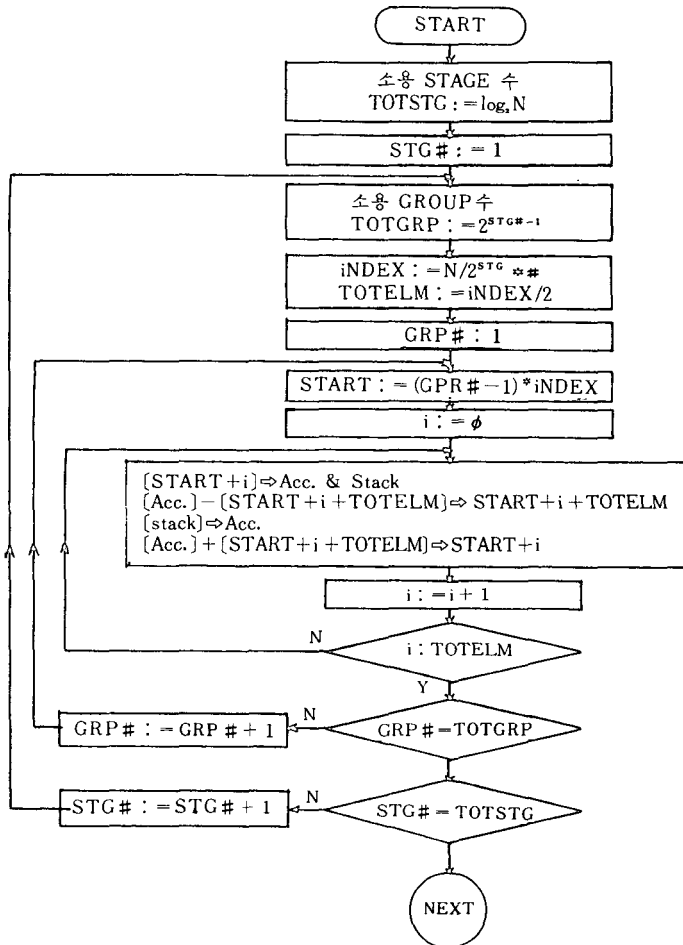 START
소용 STAGE 수
TOTSTG : =log₂N
STG# : = 1
소용 GROUP 수
TOTGRP : =2^STG#-1
iNDEX : =N/2^STG *#
TOTELM : =iNDEX/2
GRP# : 1
START : = (GPR #-1) * iNDEX
i : = ϕ
[START+i]⇨Acc. & Stack
[Acc.]-[START+i+TOTELM]⇨ START+i+TOTELM
[stack]⇨Acc.
[Acc.]+[START+i+TOTELM]⇨START+i
i : =i+1
N
i : TOTELM
Y
GRP# : =GRP #+1
N
GRP#=TOTGRP
STG# : =STG#+1
N
STG#=TOTSTG
NEXT